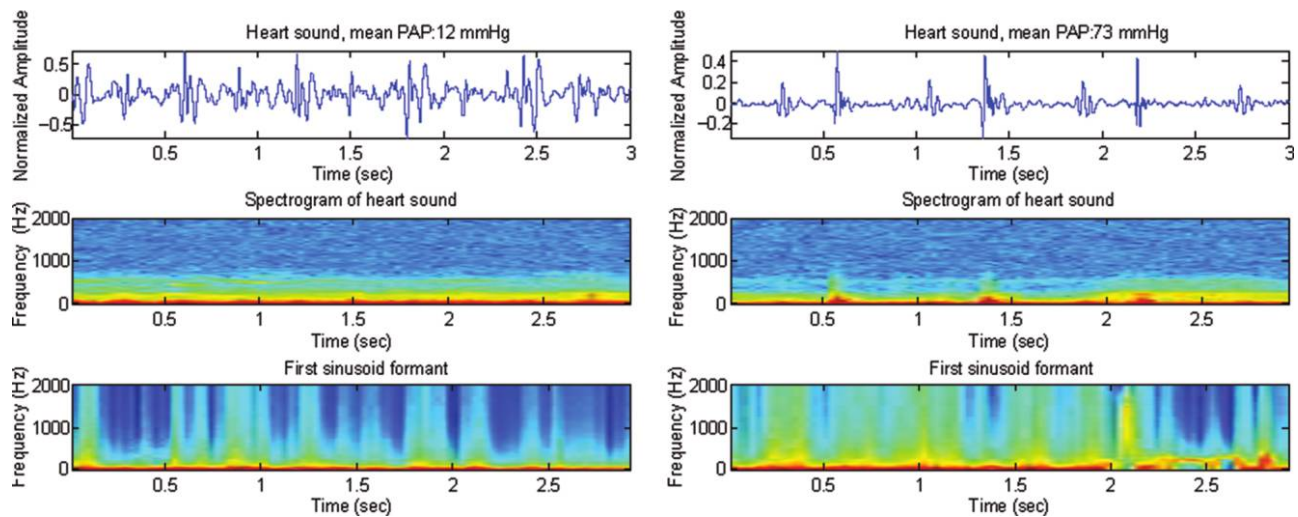 Heart sound, mean PAP:12 mmHg
Normalized Amplitude
0.5
0
−0.5
0.5 1 1.5 2 2.5 3
Time (sec)
Spectrogram of heart sound
Frequency (Hz)
2000
1000
0
0.5 1 1.5 2 2.5
Time (sec)
First sinusoid formant
Frequency (Hz)
2000
1000
0
0.5 1 1.5 2 2.5
Time (sec)
Heart sound, mean PAP:73 mmHg
Normalized Amplitude
0.4
0.2
0
−0.2
0.5 1 1.5 2 2.5 3
Time (sec)
Spectrogram of heart sound
Frequency (Hz)
2000
1000
0
0.5 1 1.5 2 2.5
Time (sec)
First sinusoid formant
Frequency (Hz)
2000
1000
0
0.5 1 1.5 2 2.5
Time (sec)